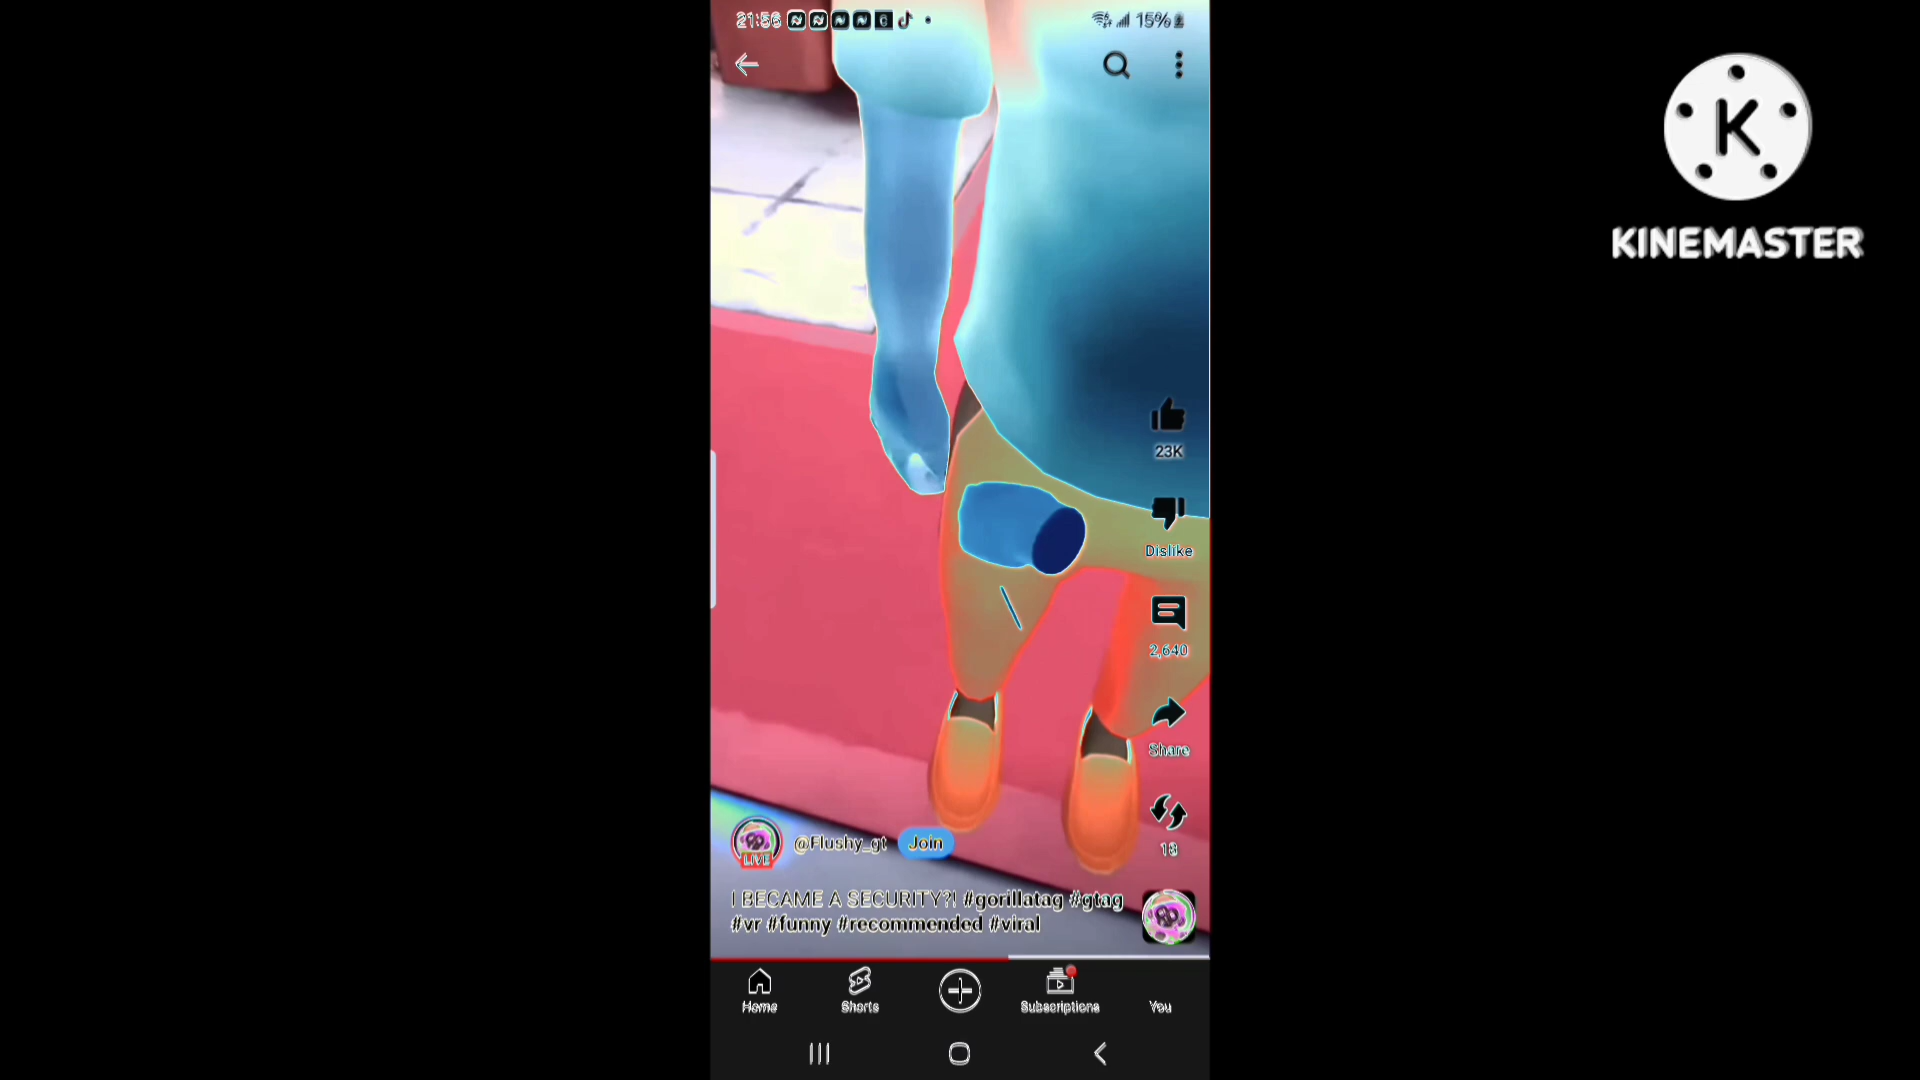 21:56
15%
K
KINEMASTER
23K
Dislike
2,640
Share
18
LIVE
@Flushy_gt
Join
I BECAME A SECURITY?! #gorillatag #gtag
#vr #funny #recommended #viral
Home
Shorts
Subscriptions
You